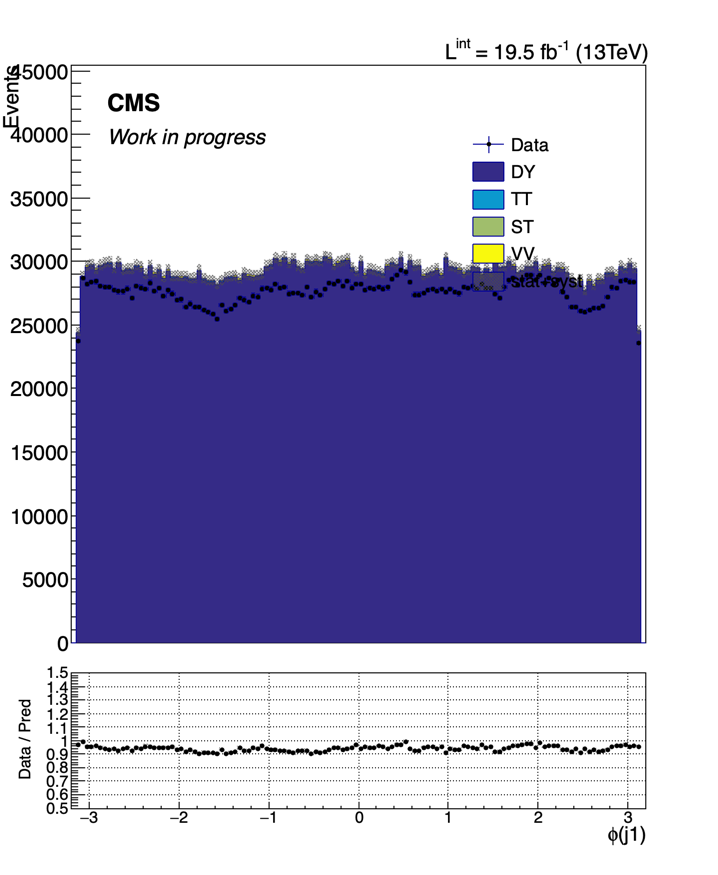 L^int = 19.5 fb^-1 (13TeV)
Events
45000
CMS
Work in progress
40000
Data
DY
35000
TT
ST
VV
30000
stat+syst
25000
20000
15000
10000
5000
0
Data / Pred
1.5
1.4
1.3
1.2
1.1
1
0.9
0.8
0.7
0.6
0.5
−3 −2 −1 0 1 2 3
ϕ(j1)